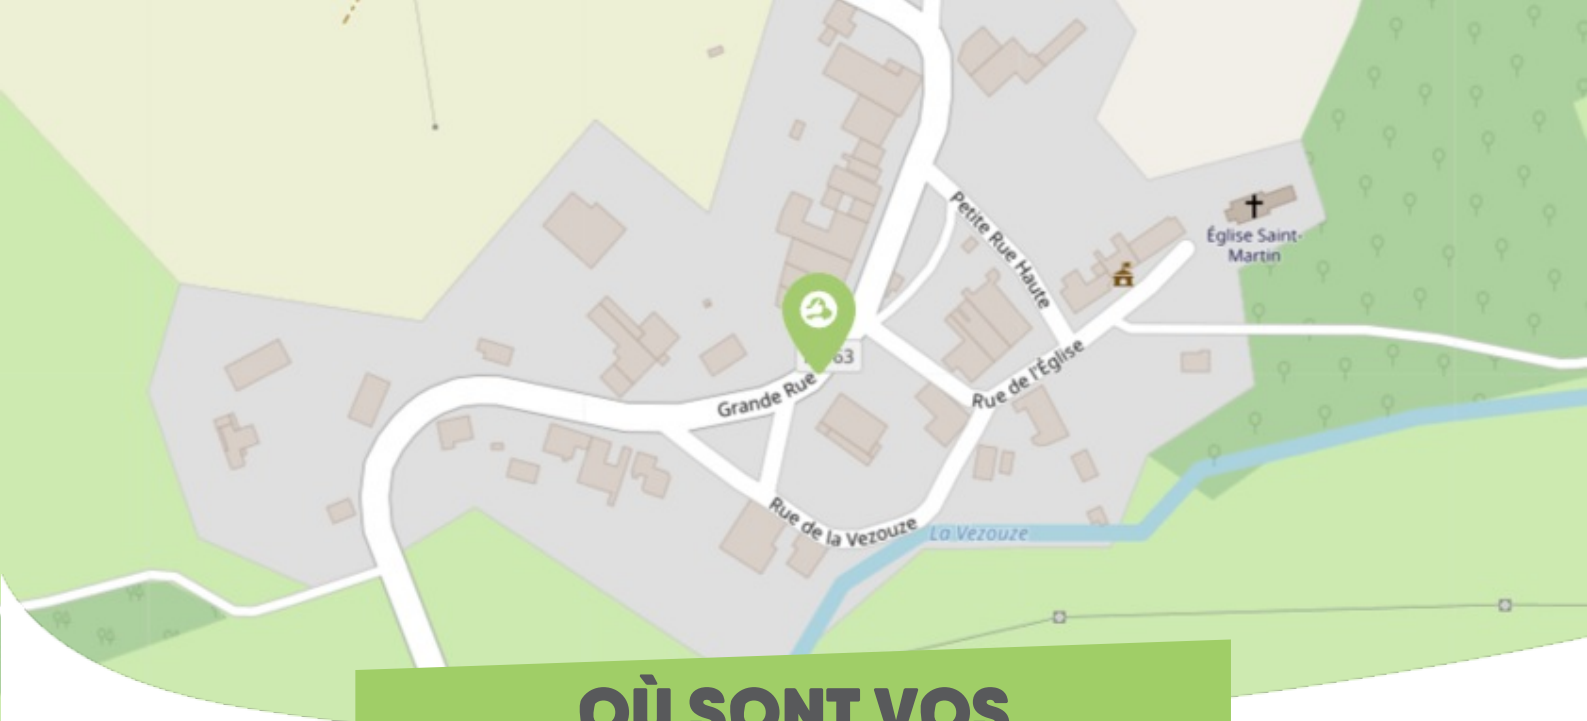 Petite Rue Haute
Église Saint-
Martin
63
Rue de l'Église
Grande Rue
Rue de la Vezouze
La Vezouze
OÙ SONT VOS